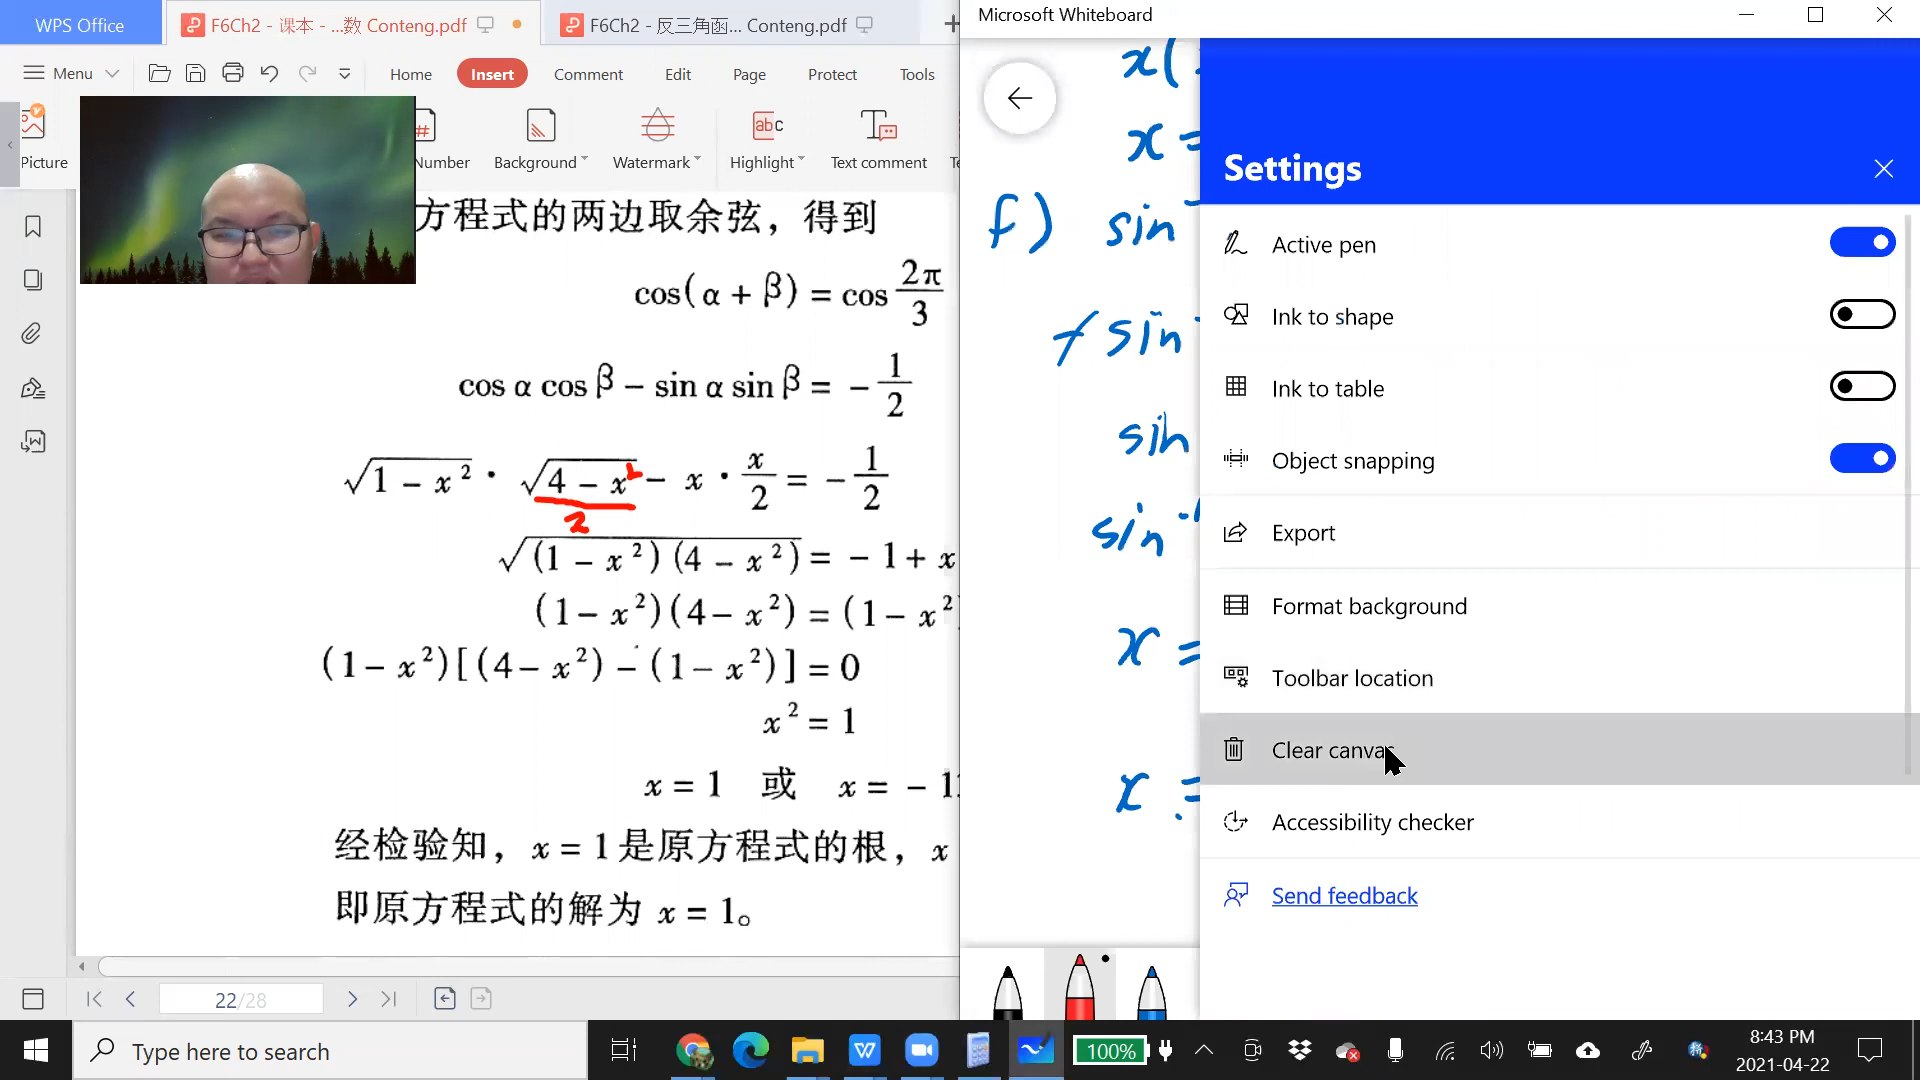 WPS Office
F6Ch2 - 课本 - ...数 Conteng.pdf
F6Ch2 - 反三角函... Conteng.pdf
Microsoft Whiteboard
Menu
Home
Insert
Comment
Edit
Page
Protect
Tools
Picture
Number
Background
Watermark
Highlight
Text comment
方程式的两边取余弦，得到
cos(α + β) = cos 2π/3
cos α cos β − sin α sin β = − 1/2
√1 − x² · √4 − x² − x · x/2 = − 1/2
2
√(1 − x²)(4 − x²) = − 1 + x
(1 − x²)(4 − x²) = (1 − x²
(1 − x²)[(4 − x²) − (1 − x²)] = 0
x² = 1
x = 1 或 x = − 1
经检验知，x = 1是原方程式的根，x
即原方程式的解为 x = 1。
22/28
x(
x =
f) sin⁻
sin⁻
sin
sin⁻¹
x =
x =
Settings
Active pen
Ink to shape
Ink to table
Object snapping
Export
Format background
Toolbar location
Clear canvas
Accessibility checker
Send feedback
Type here to search
100%
8:43 PM
2021-04-22